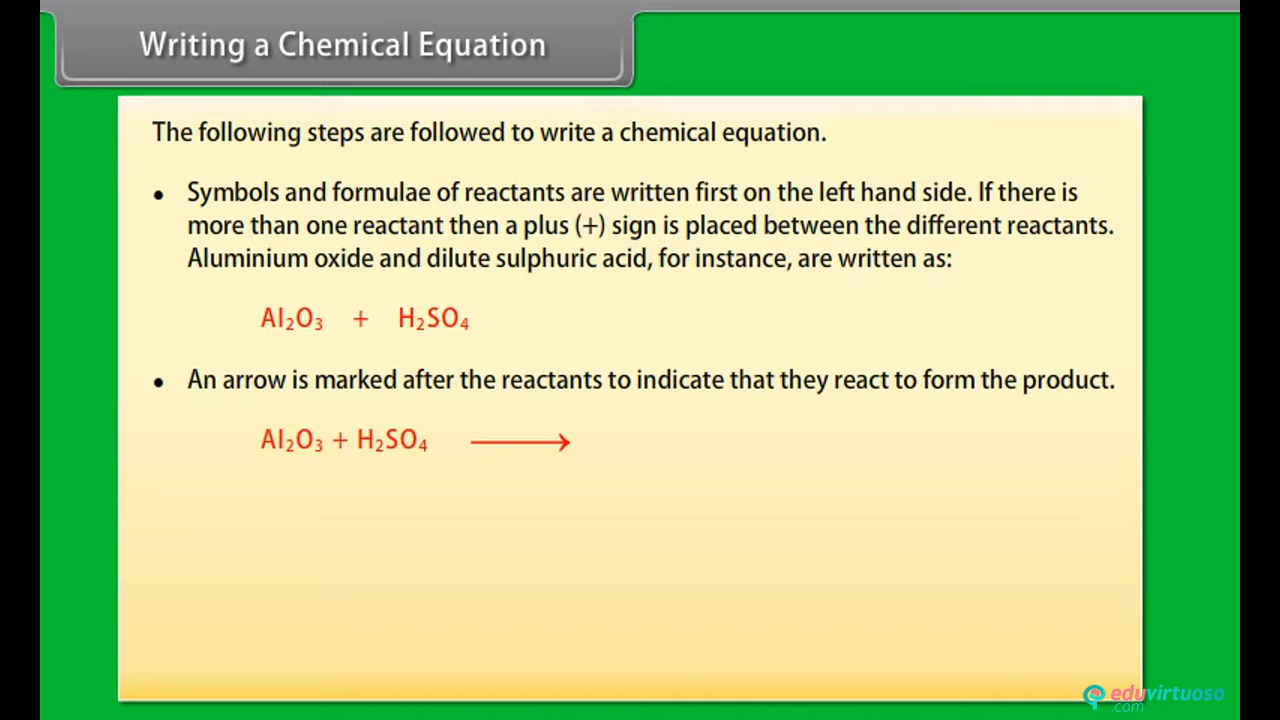 Writing a Chemical Equation
The following steps are followed to write a chemical equation.
• Symbols and formulae of reactants are written first on the left hand side. If there is
more than one reactant then a plus (+) sign is placed between the different reactants.
Aluminium oxide and dilute sulphuric acid, for instance, are written as:
Al₂O₃ + H₂SO₄
• An arrow is marked after the reactants to indicate that they react to form the product.
Al₂O₃ + H₂SO₄ ⟶
eduvirtuoso
.com